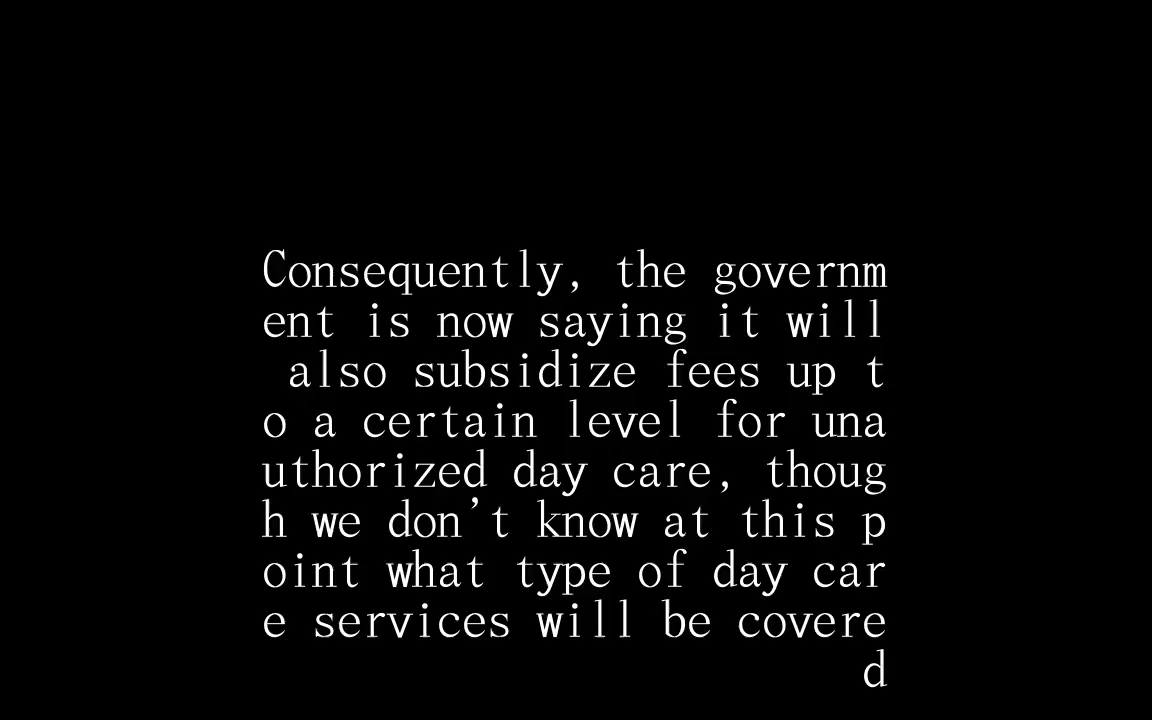 Consequently, the governm
ent is now saying it will
 also subsidize fees up t
o a certain level for una
uthorized day care, thoug
h we don’t know at this p
oint what type of day car
e services will be covere
d